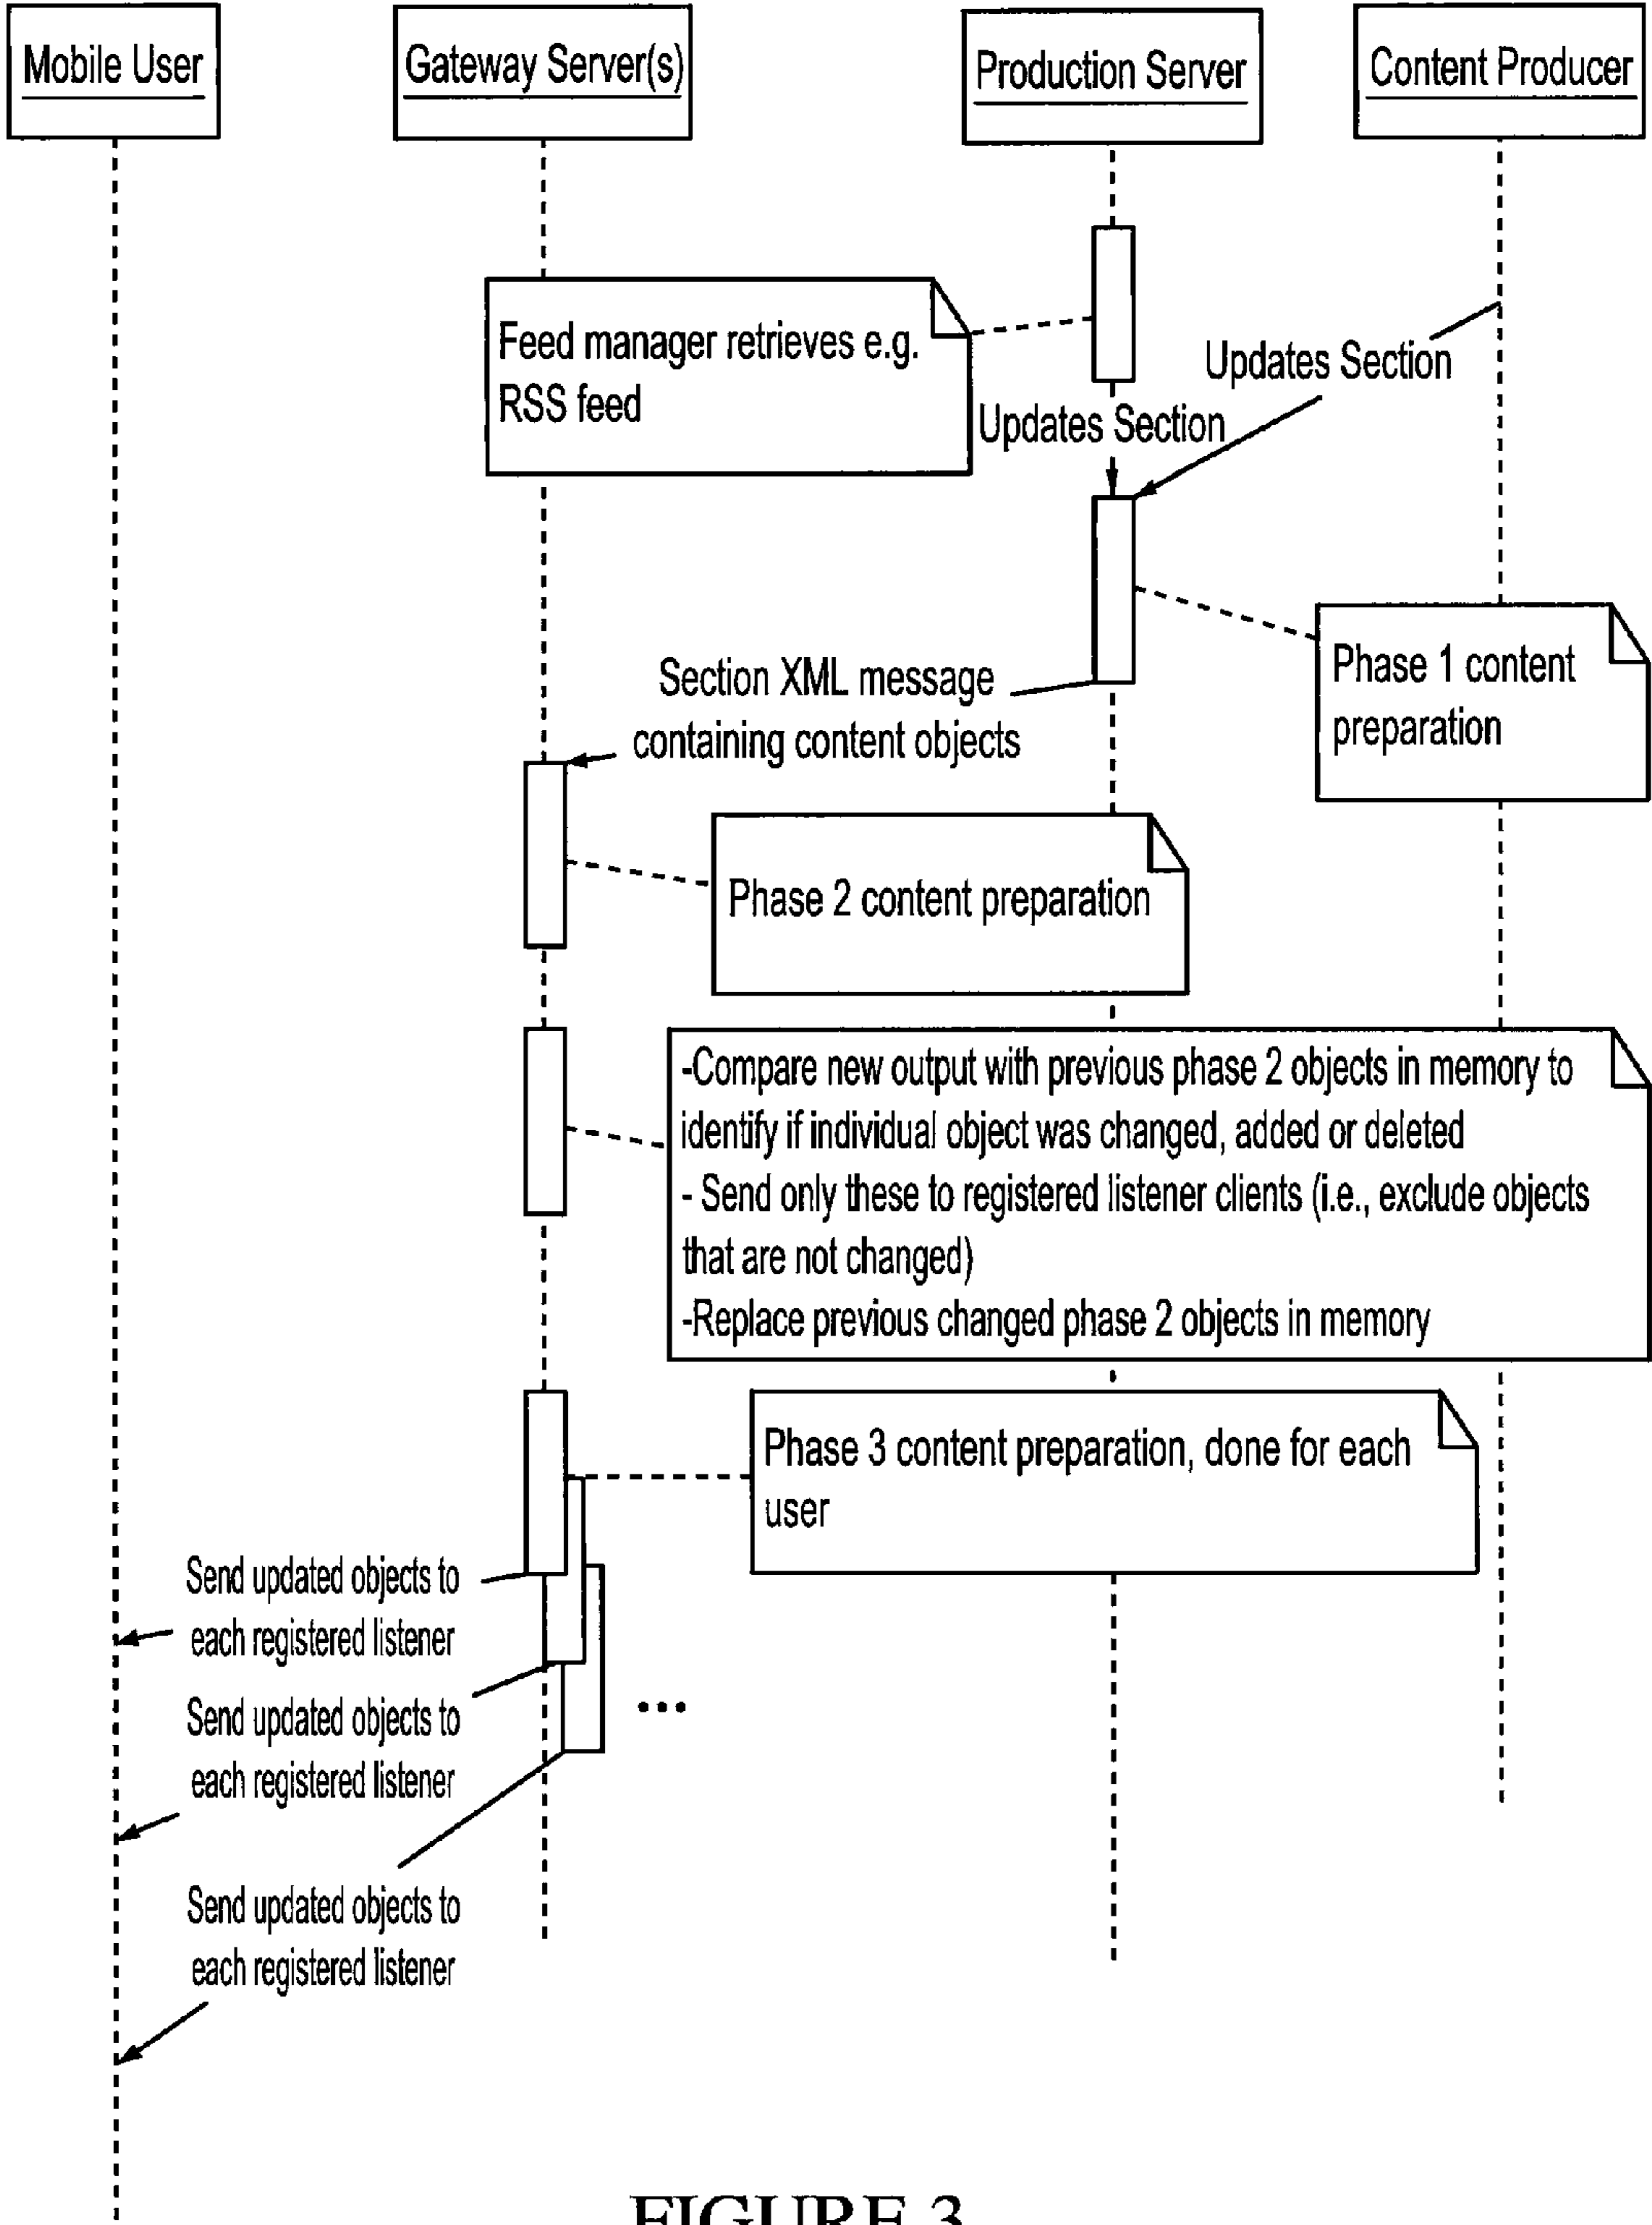 Mobile User
Gateway Server(s)
Production Server
Content Producer
Feed manager retrieves e.g.
RSS feed
Updates Section
Updates Section
Phase 1 content
preparation
Section XML message
containing content objects
Phase 2 content preparation
-Compare new output with previous phase 2 objects in memory to
identify if individual object was changed, added or deleted
- Send only these to registered listener clients (i.e., exclude objects
that are not changed)
-Replace previous changed phase 2 objects in memory
Phase 3 content preparation, done for each
user
Send updated objects to
each registered listener
Send updated objects to
each registered listener
...
Send updated objects to
each registered listener
FIGURE 3